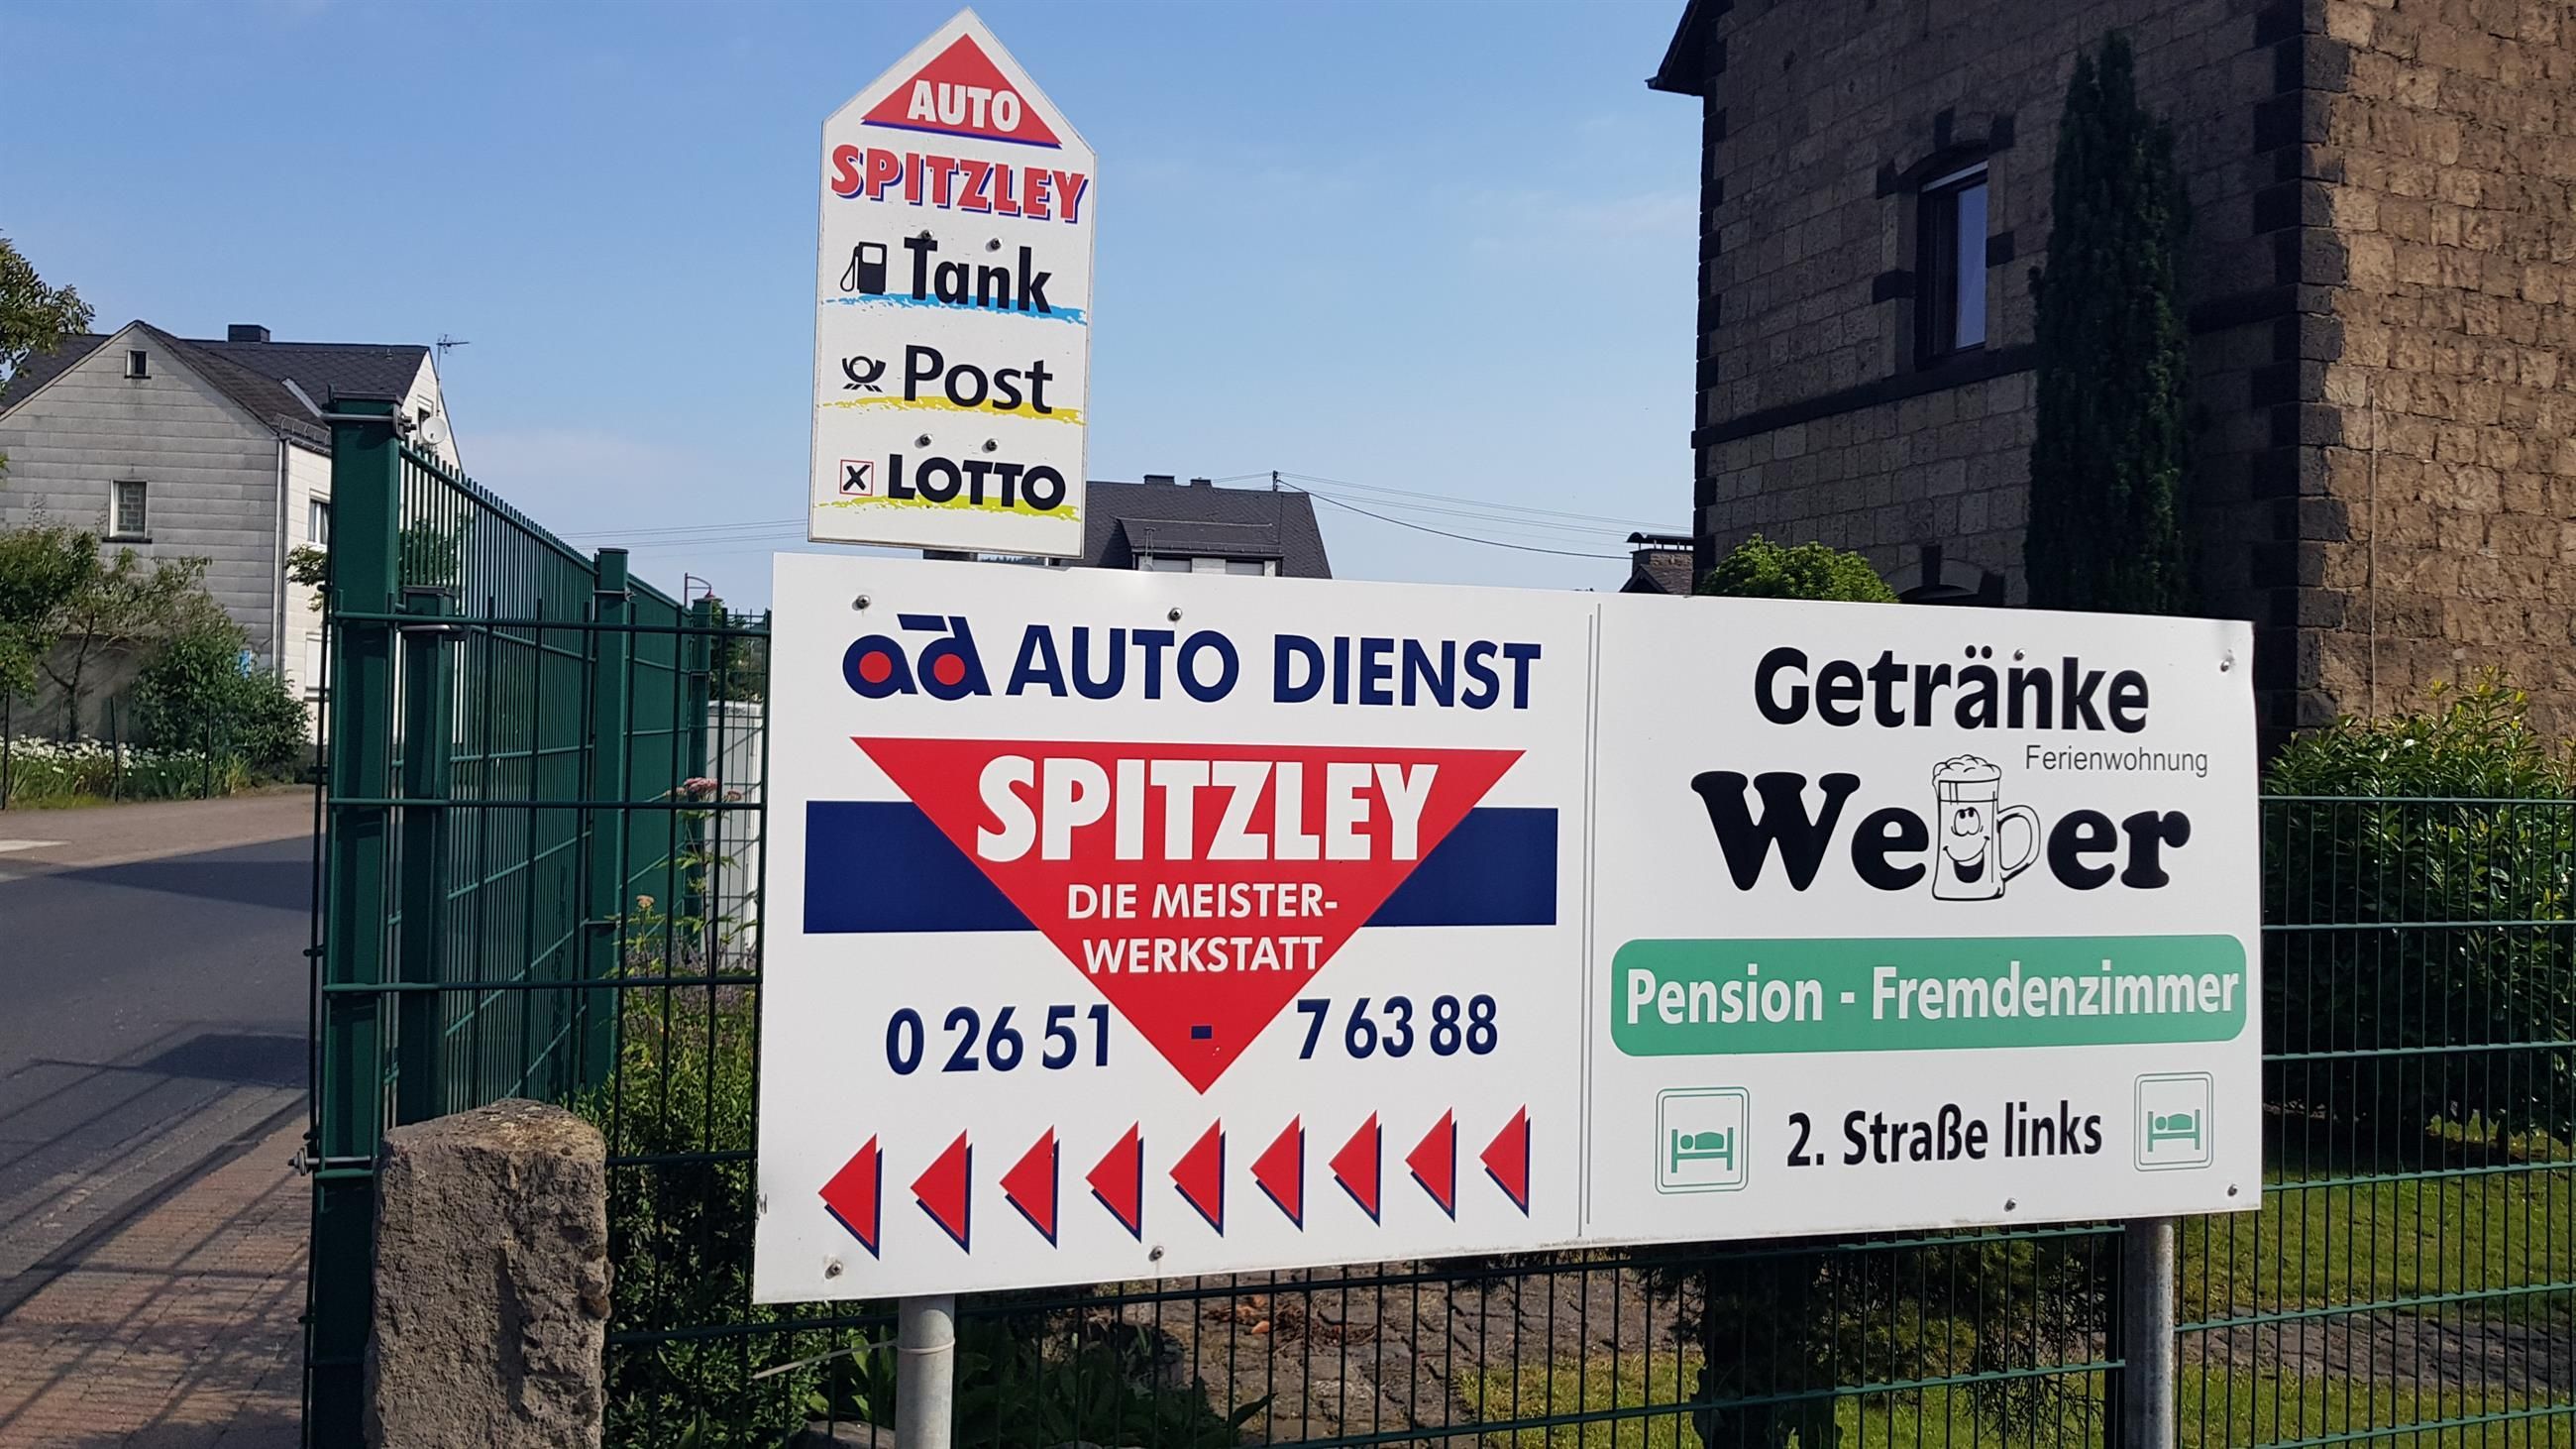 AUTO
SPITZLEY
Tank
Post
LOTTO
ad AUTO DIENST
SPITZLEY
DIE MEISTER-
WERKSTATT
0 26 51 - 7 63 88
Getränke
Ferienwohnung
Weber
Pension - Fremdenzimmer
2. Straße links